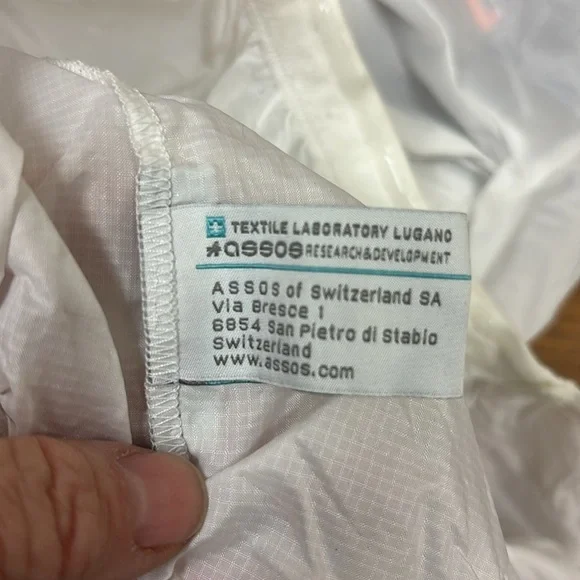 TEXTILE LABORATORY LUGANO
assos RESEARCH&DEVELOPMENT
ASSOS of Switzerland SA
Via Bresce 1
6854 San Pietro di Stabio
Switzerland
www.assos.com